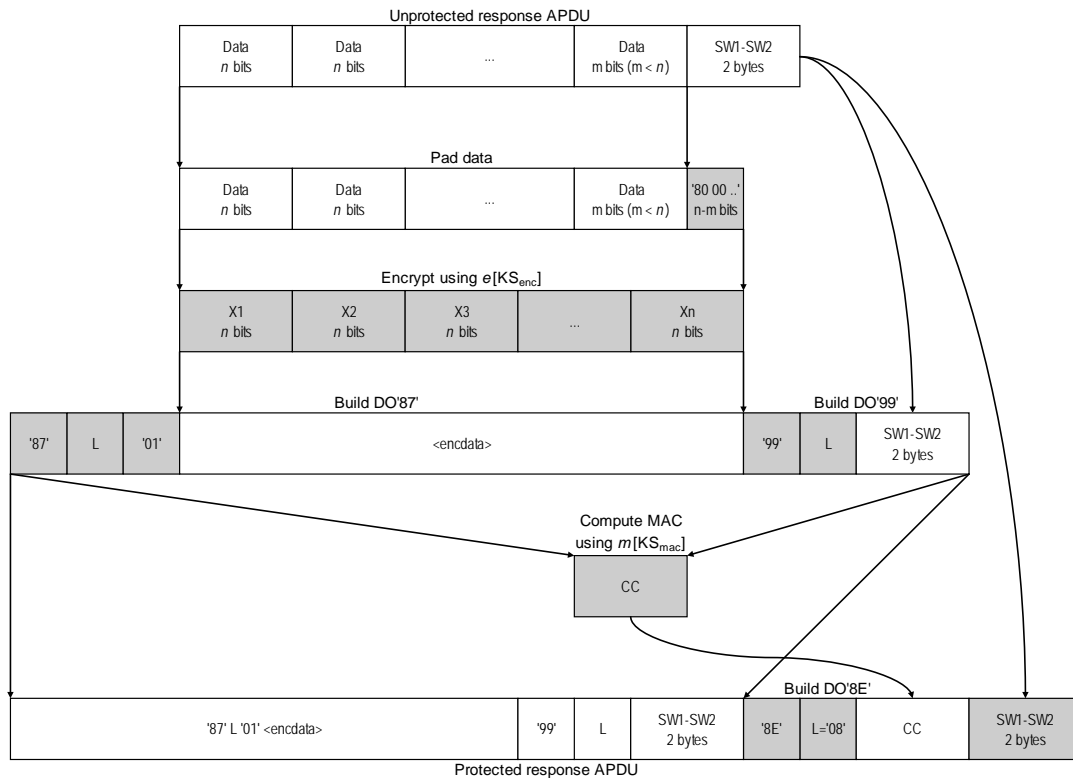 Unprotected response APDU
Data
n bits
Data
n bits
...
Data
m bits (m < n)
SW1-SW2
2 bytes
Pad data
Data
n bits
Data
n bits
...
Data
m bits (m < n)
'80 00 ..'
n-m bits
Encrypt using e[KSenc]
X1
n bits
X2
n bits
X3
n bits
...
Xn
n bits
Build DO'87'
Build DO'99'
'87'
L
'01'
<encdata>
'99'
L
SW1-SW2
2 bytes
Compute MAC
using m[KSmac]
CC
Build DO'8E'
'87' L '01' <encdata>
'99'
L
SW1-SW2
2 bytes
'8E'
L='08'
CC
SW1-SW2
2 bytes
Protected response APDU